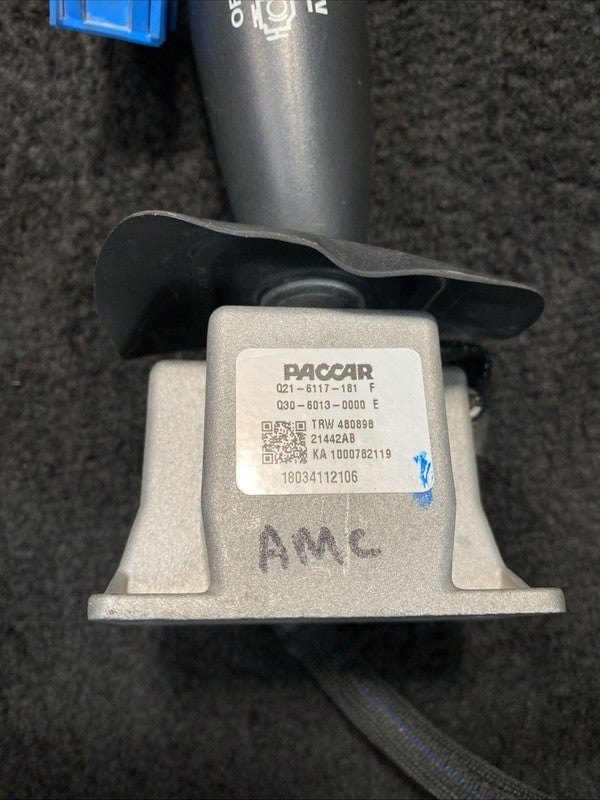 PACCAR
Q21-6117-181 F
Q30-6013-0000 E
TRW 480898
21442AB
KA 1000782119
18034112106
AMC